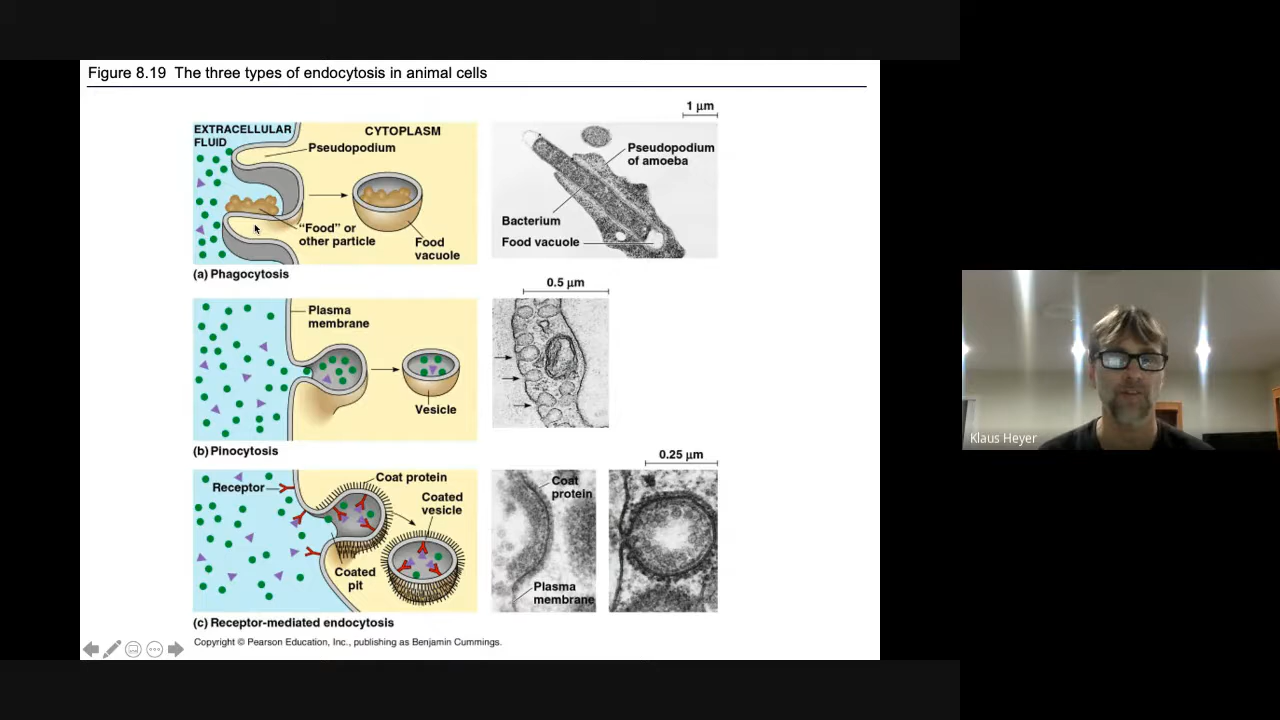 Figure 8.19 The three types of endocytosis in animal cells
1 μm
EXTRACELLULAR
FLUID
CYTOPLASM
Pseudopodium
"Food" or
other particle
Food
vacuole
Pseudopodium
of amoeba
Bacterium
Food vacuole
(a) Phagocytosis
0.5 μm
Plasma
membrane
Vesicle
(b) Pinocytosis
0.25 μm
Receptor
Coat protein
Coated
vesicle
Coated
pit
Coat
protein
Plasma
membrane
(c) Receptor-mediated endocytosis
Copyright © Pearson Education, Inc., publishing as Benjamin Cummings.
Klaus Heyer